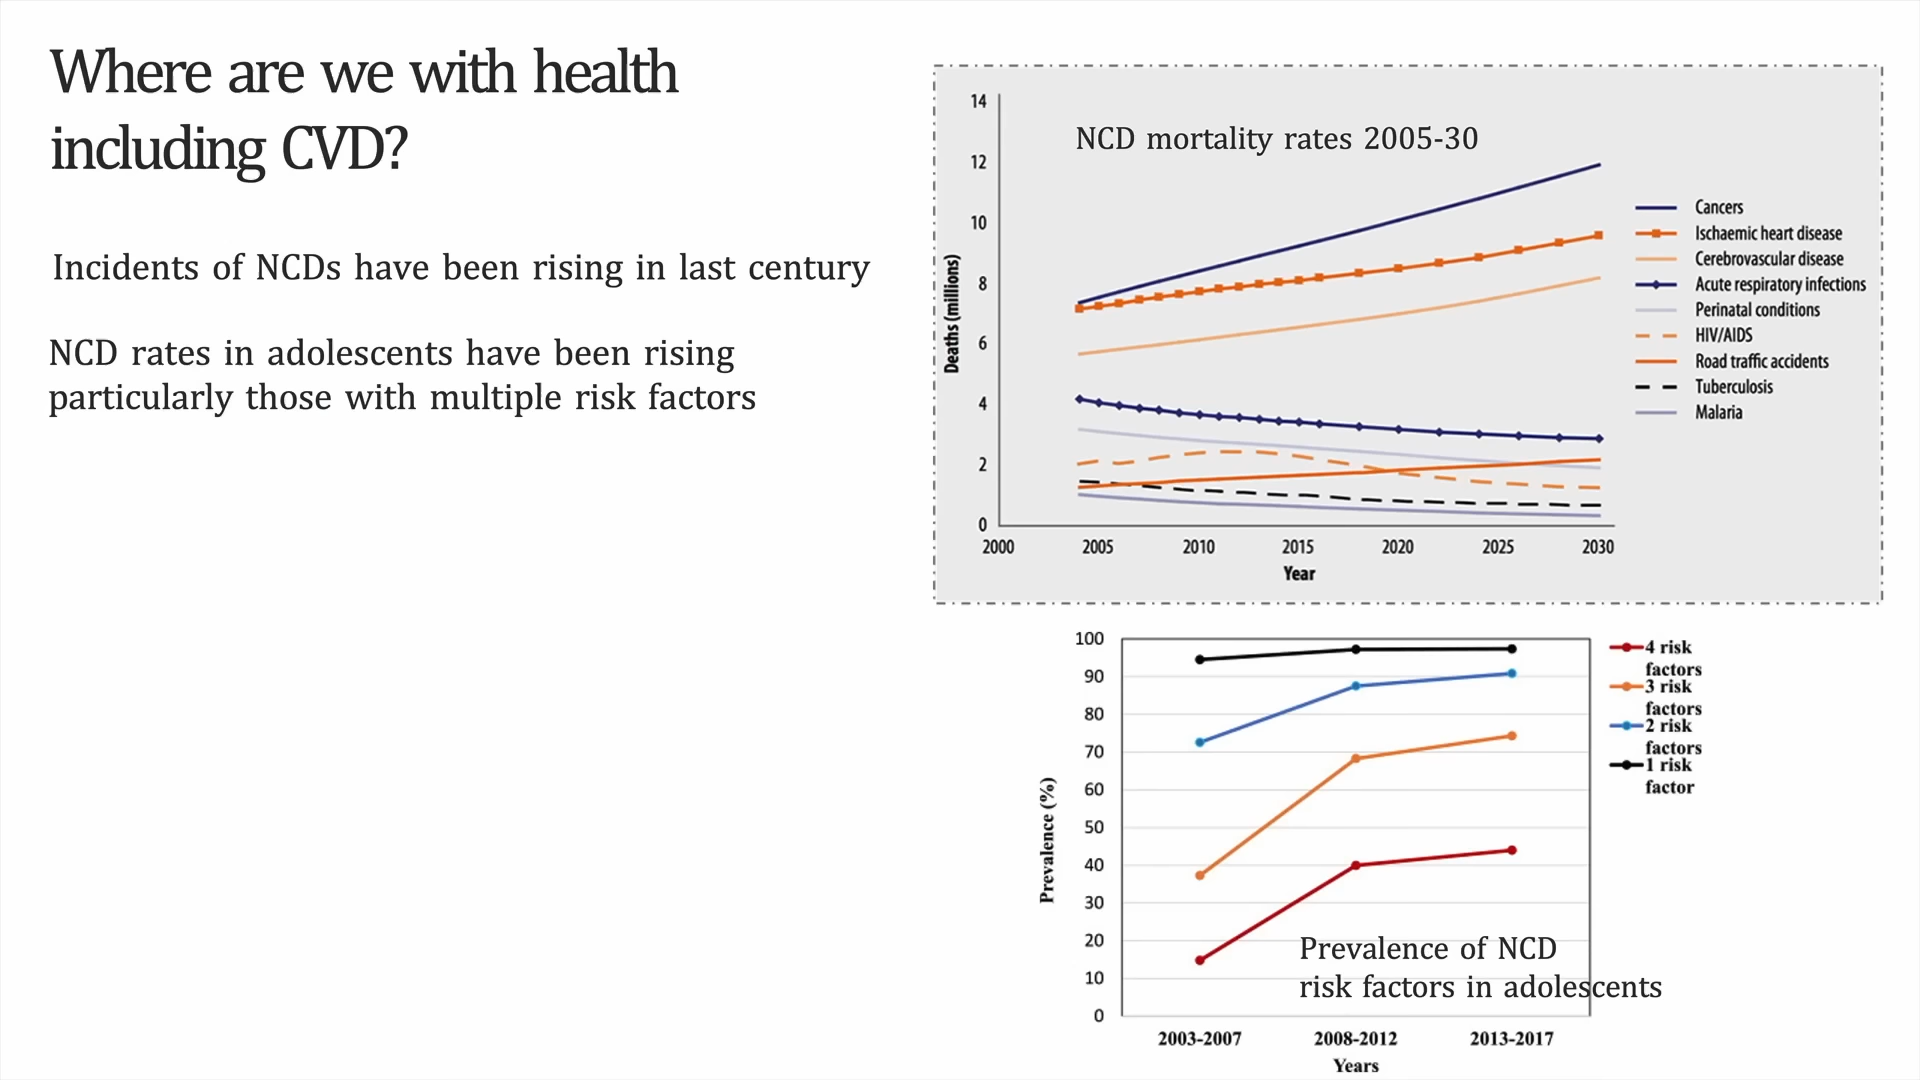 Where are we with health
including CVD?
Incidents of NCDs have been rising in last century
NCD rates in adolescents have been rising
particularly those with multiple risk factors
NCD mortality rates 2005-30
Deaths (millions)
14
12
10
8
6
4
2
0
2000 2005 2010 2015 2020 2025 2030
Year
Cancers
Ischaemic heart disease
Cerebrovascular disease
Acute respiratory infections
Perinatal conditions
HIV/AIDS
Road traffic accidents
Tuberculosis
Malaria
Prevalence (%)
100
90
80
70
60
50
40
30
20
10
0
2003-2007 2008-2012 2013-2017
Years
4 risk
factors
3 risk
factors
2 risk
factors
1 risk
factor
Prevalence of NCD
risk factors in adolescents